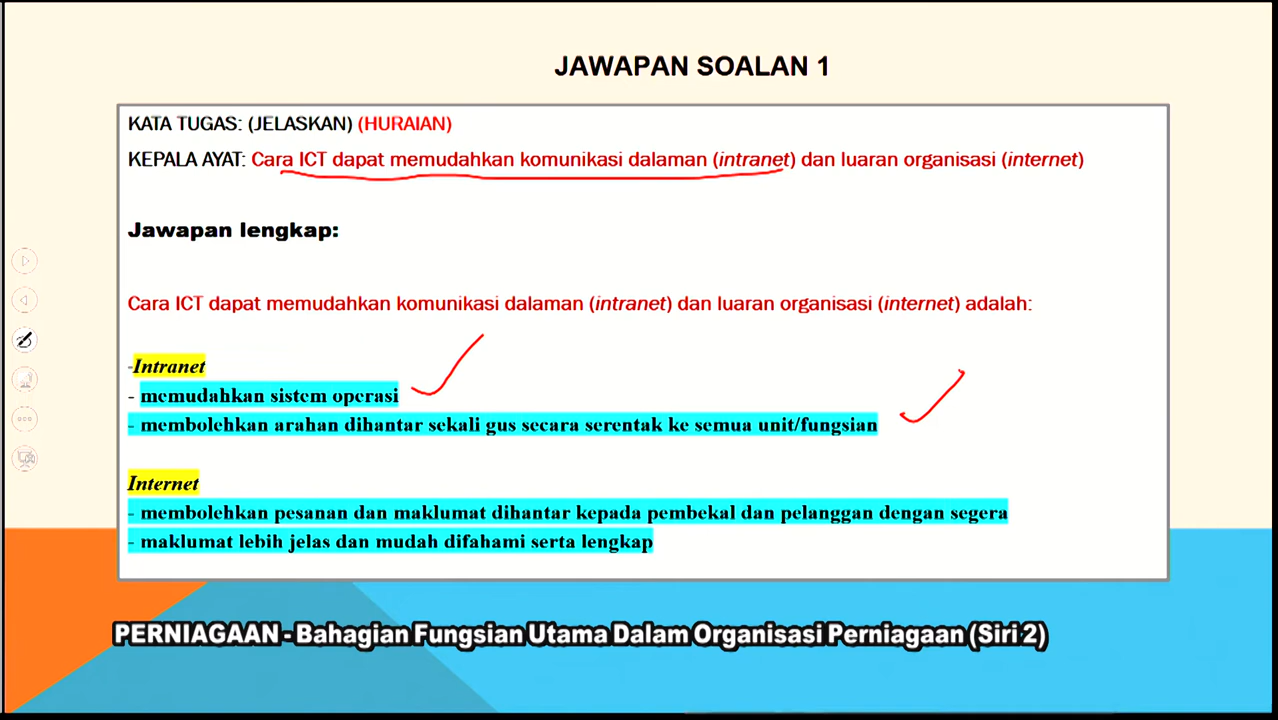 JAWAPAN SOALAN 1
KATA TUGAS: (JELASKAN) (HURAIAN)
KEPALA AYAT: Cara ICT dapat memudahkan komunikasi dalaman (intranet) dan luaran organisasi (internet)
Jawapan lengkap:
Cara ICT dapat memudahkan komunikasi dalaman (intranet) dan luaran organisasi (internet) adalah:
-Intranet
- memudahkan sistem operasi
- membolehkan arahan dihantar sekali gus secara serentak ke semua unit/fungsian
Internet
- membolehkan pesanan dan maklumat dihantar kepada pembekal dan pelanggan dengan segera
- maklumat lebih jelas dan mudah difahami serta lengkap
PERNIAGAAN - Bahagian Fungsian Utama Dalam Organisasi Perniagaan (Siri 2)